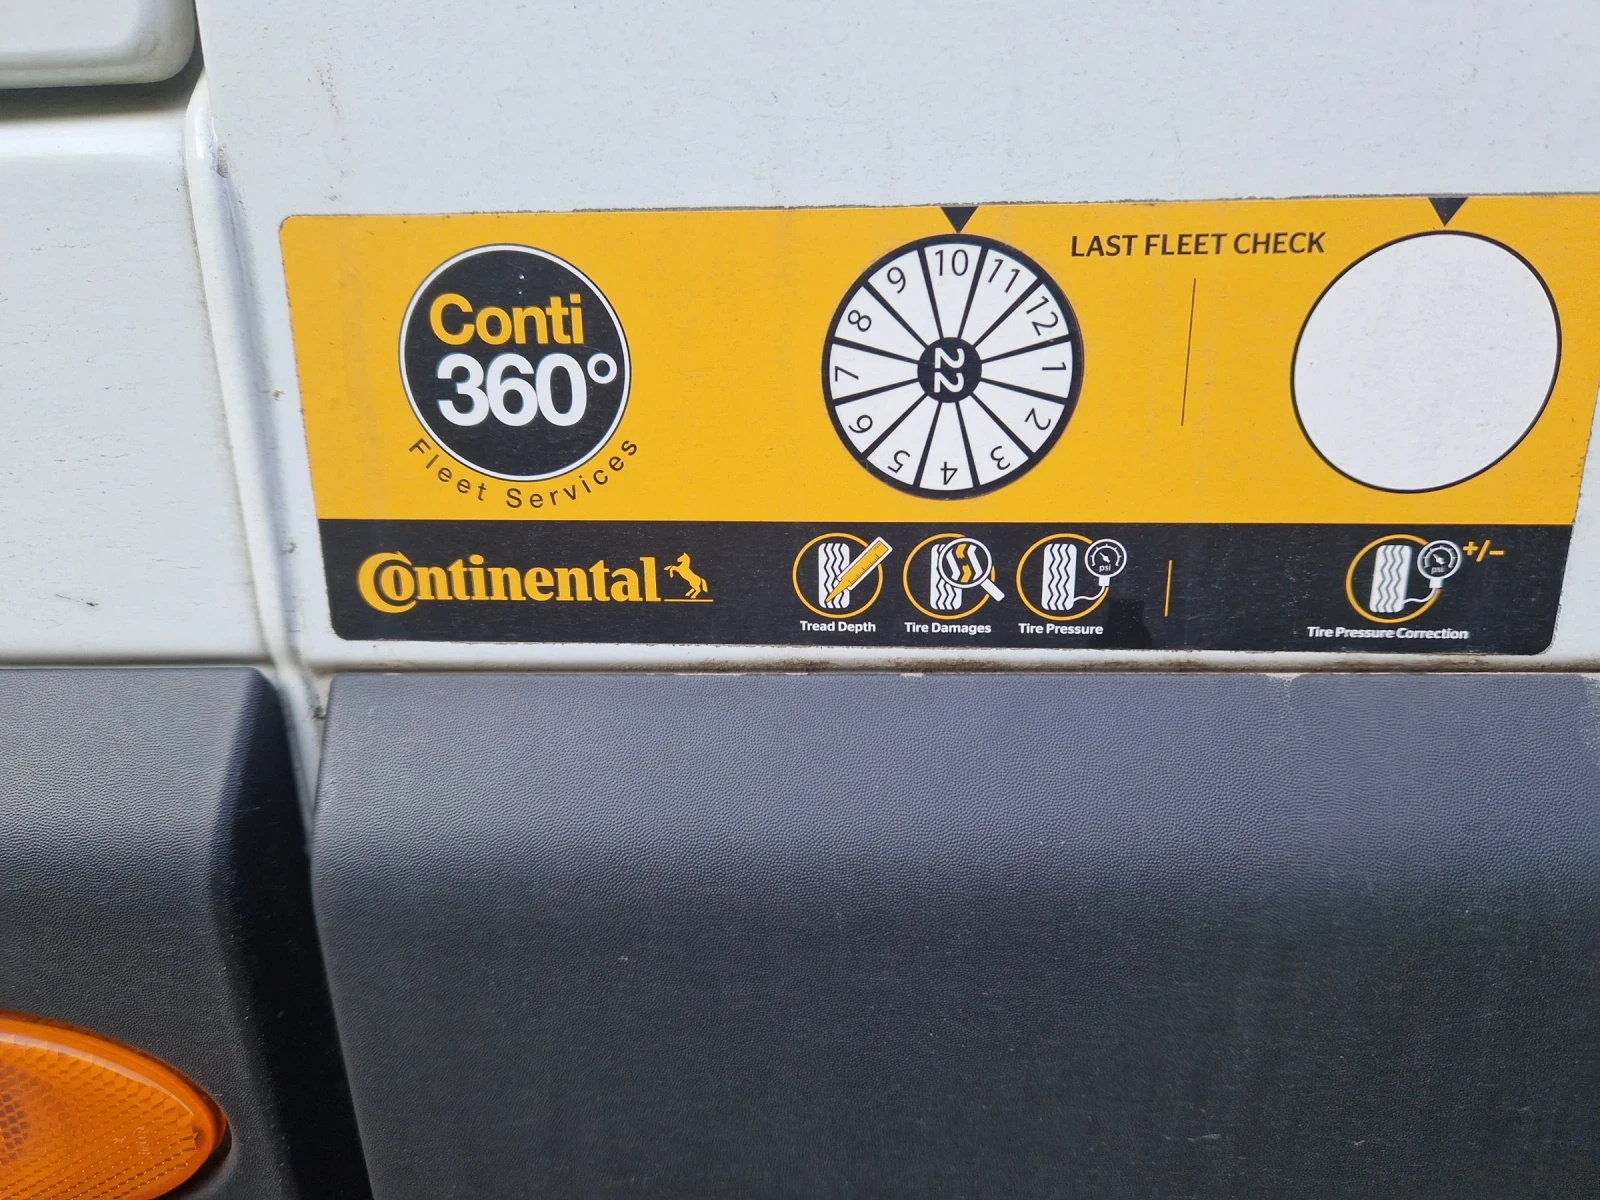 LAST FLEET CHECK
Conti
360°
Fleet Services
10
11
12
1
2
3
4
5
6
7
8
9
22
Continental
psi
psi
+/-
Tread Depth
Tire Damages
Tire Pressure
Tire Pressure Correction